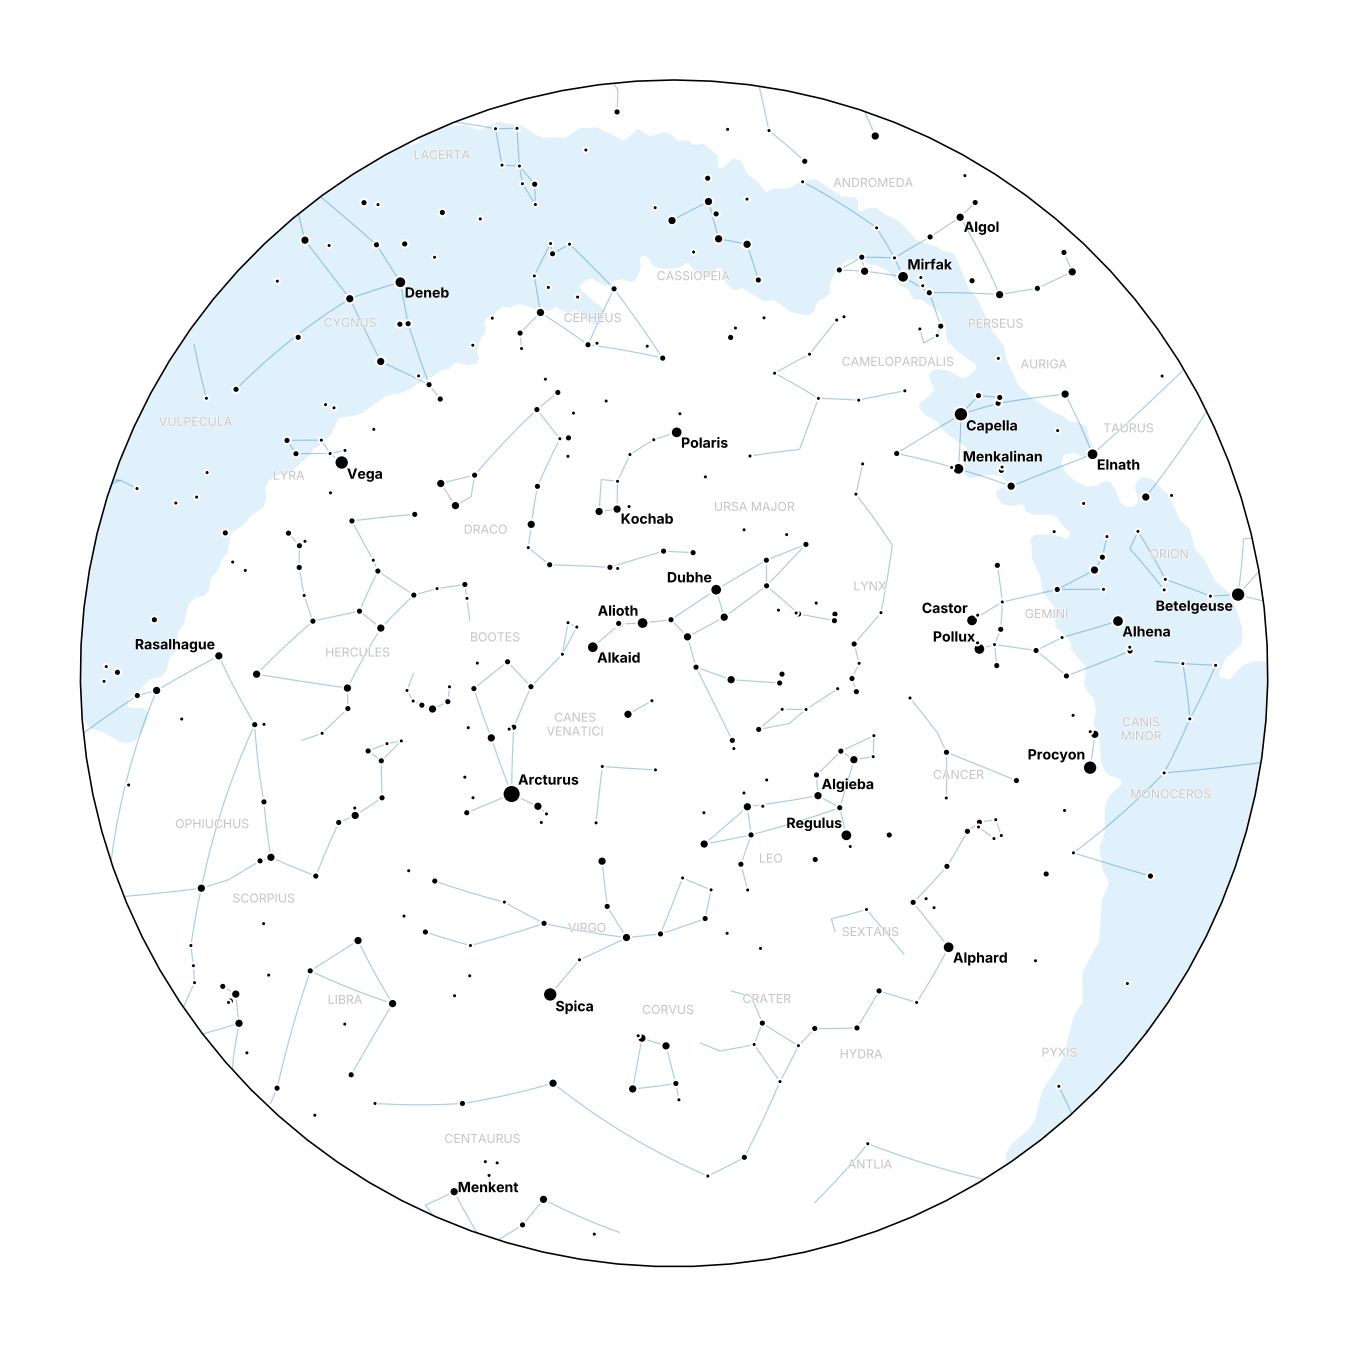 LACERTA
ANDROMEDA
Algol
Mirfak
CASSIOPEIA
Deneb
CYGNUS
CEPHEUS
PERSEUS
CAMELOPARDALIS
AURIGA
VULPECULA
Capella
TAURUS
Polaris
Menkalinan
Elnath
LYRA
Vega
URSA MAJOR
Kochab
DRACO
ORION
Dubhe
LYNX
Betelgeuse
Castor
Alioth
GEMINI
Alhena
Pollux
BOOTES
Rasalhague
HERCULES
Alkaid
CANES
VENATICI
CANIS
MINOR
Procyon
Arcturus
CANCER
Algieba
MONOCEROS
OPHIUCHUS
Regulus
LEO
SCORPIUS
VIRGO
SEXTANS
Alphard
LIBRA
Spica
CORVUS
CRATER
HYDRA
PYXIS
CENTAURUS
ANTLIA
Menkent